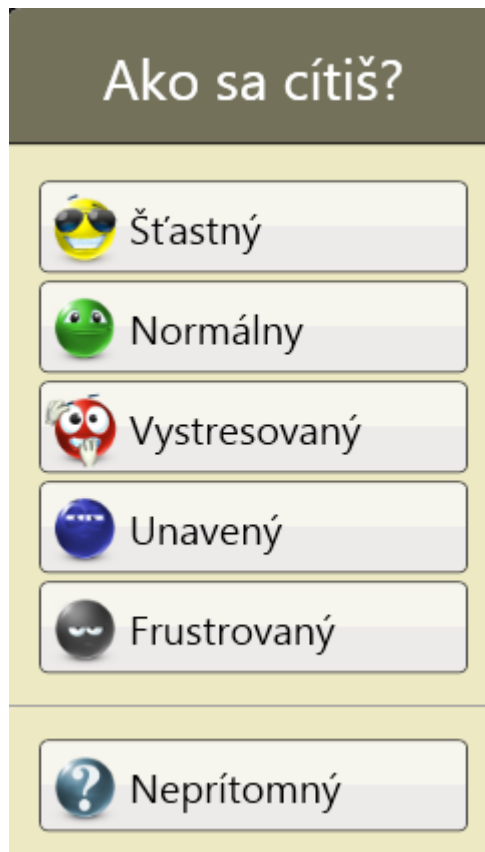 Ako sa cítiš?
Šťastný
Normálny
Vystresovaný
Unavený
Frustrovaný
Neprítomný